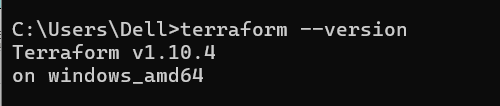 C:\Users\Dell>terraform --version
Terraform v1.10.4
on windows_amd64